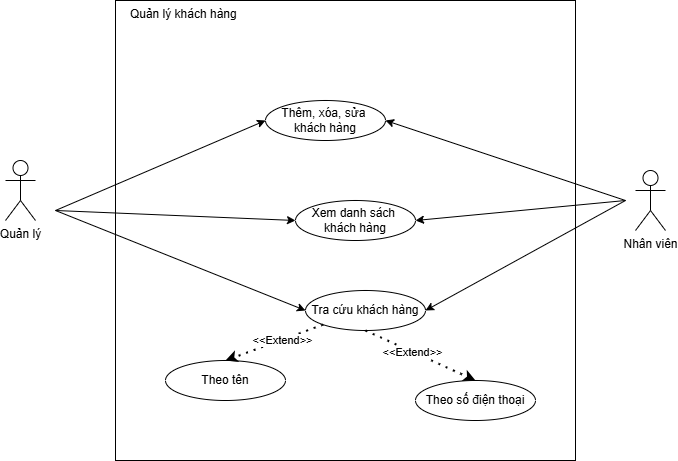 Quản lý khách hàng
Thêm, xóa, sửa
khách hàng
Quản lý
Xem danh sách
khách hàng
Nhân viên
Tra cứu khách hàng
<<Extend>>
<<Extend>>
Theo tên
Theo số điện thoại